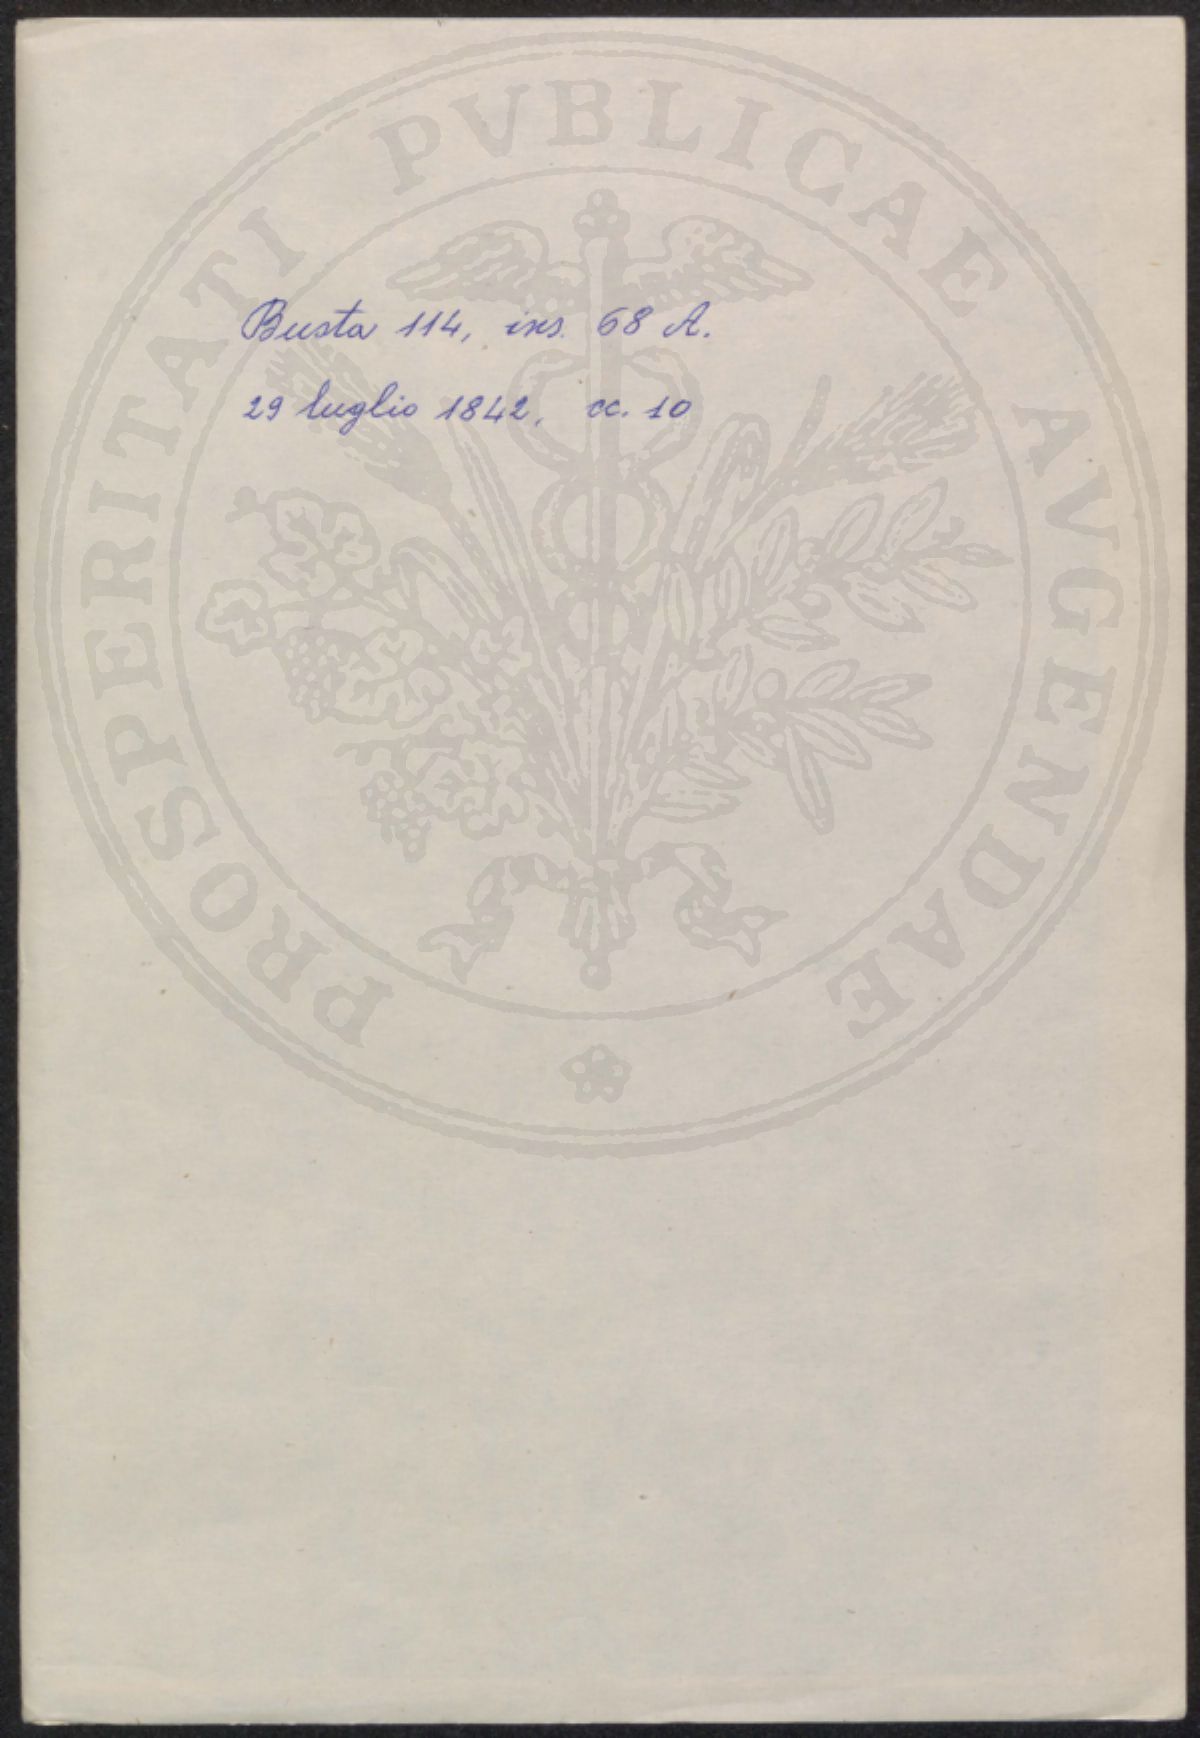 Busta 114, ins. 68 A.
29 luglio 1842, cc. 10
PROSPERITATI PVBLICAE AVGENDAE